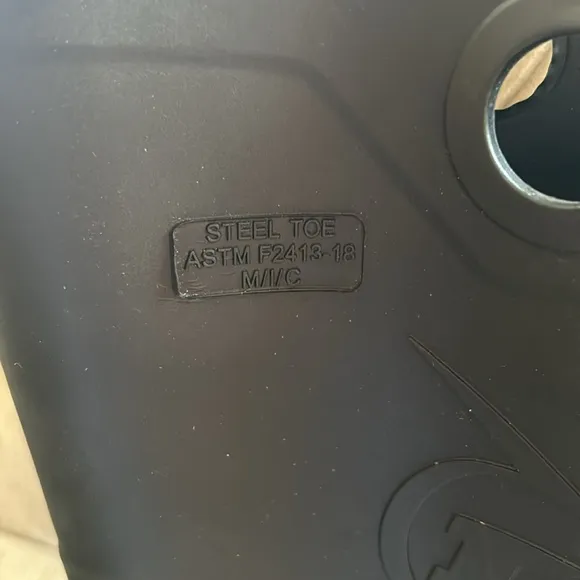 STEEL TOE
ASTM F2413-18
M/I/C